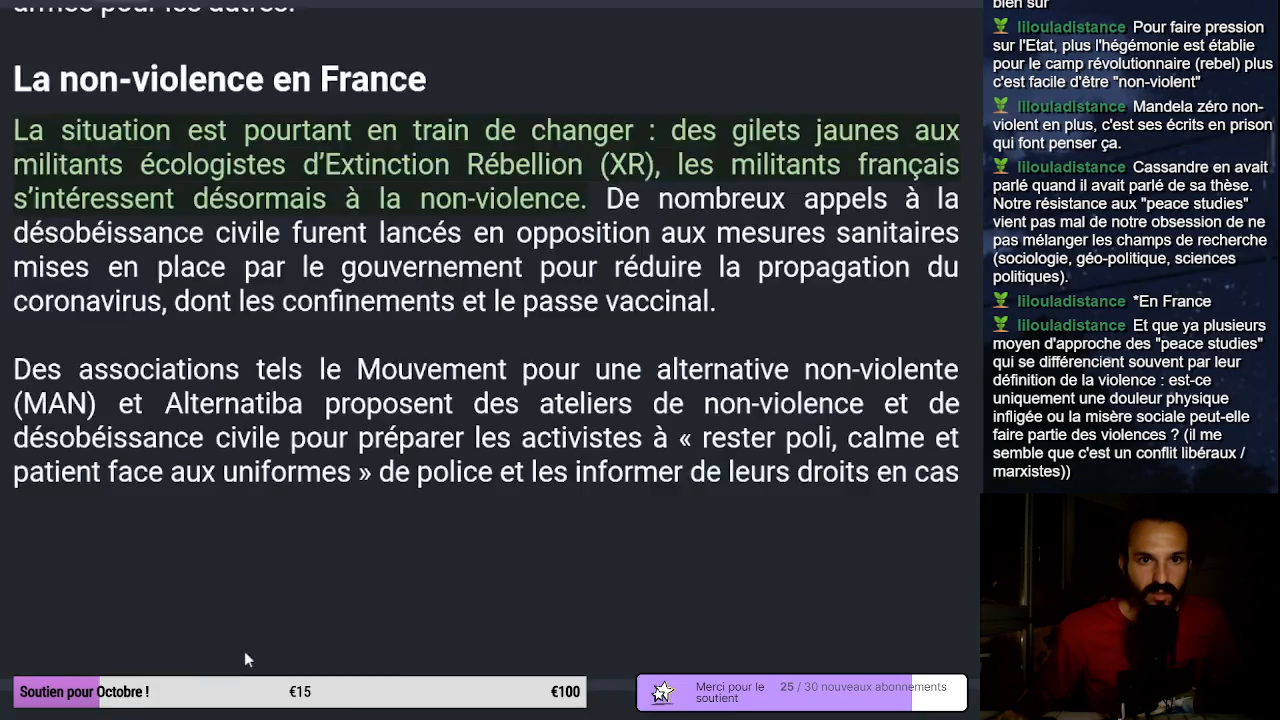 armée pour les autres.
La non-violence en France
La situation est pourtant en train de changer : des gilets jaunes aux
militants écologistes d’Extinction Rébellion (XR), les militants français
s’intéressent désormais à la non-violence. De nombreux appels à la
désobéissance civile furent lancés en opposition aux mesures sanitaires
mises en place par le gouvernement pour réduire la propagation du
coronavirus, dont les confinements et le passe vaccinal.
Des associations tels le Mouvement pour une alternative non-violente
(MAN) et Alternatiba proposent des ateliers de non-violence et de
désobéissance civile pour préparer les activistes à « rester poli, calme et
patient face aux uniformes » de police et les informer de leurs droits en cas
Soutien pour Octobre !
€15
€100
Merci pour le
soutien
25 / 30 nouveaux abonnements
bien sur
lilouladistance Pour faire pression
sur l'Etat, plus l'hégémonie est établie
pour le camp révolutionnaire (rebel) plus
c'est facile d'être "non-violent"
lilouladistance Mandela zéro non-
violent en plus, c'est ses écrits en prison
qui font penser ça.
lilouladistance Cassandre en avait
parlé quand il avait parlé de sa thèse.
Notre résistance aux "peace studies"
vient pas mal de notre obsession de ne
pas mélanger les champs de recherche
(sociologie, géo-politique, sciences
politiques).
lilouladistance *En France
lilouladistance Et que ya plusieurs
moyen d'approche des "peace studies"
qui se différencient souvent par leur
définition de la violence : est-ce
uniquement une douleur physique
infligée ou la misère sociale peut-elle
faire partie des violences ? (il me
semble que c'est un conflit libéraux /
marxistes))